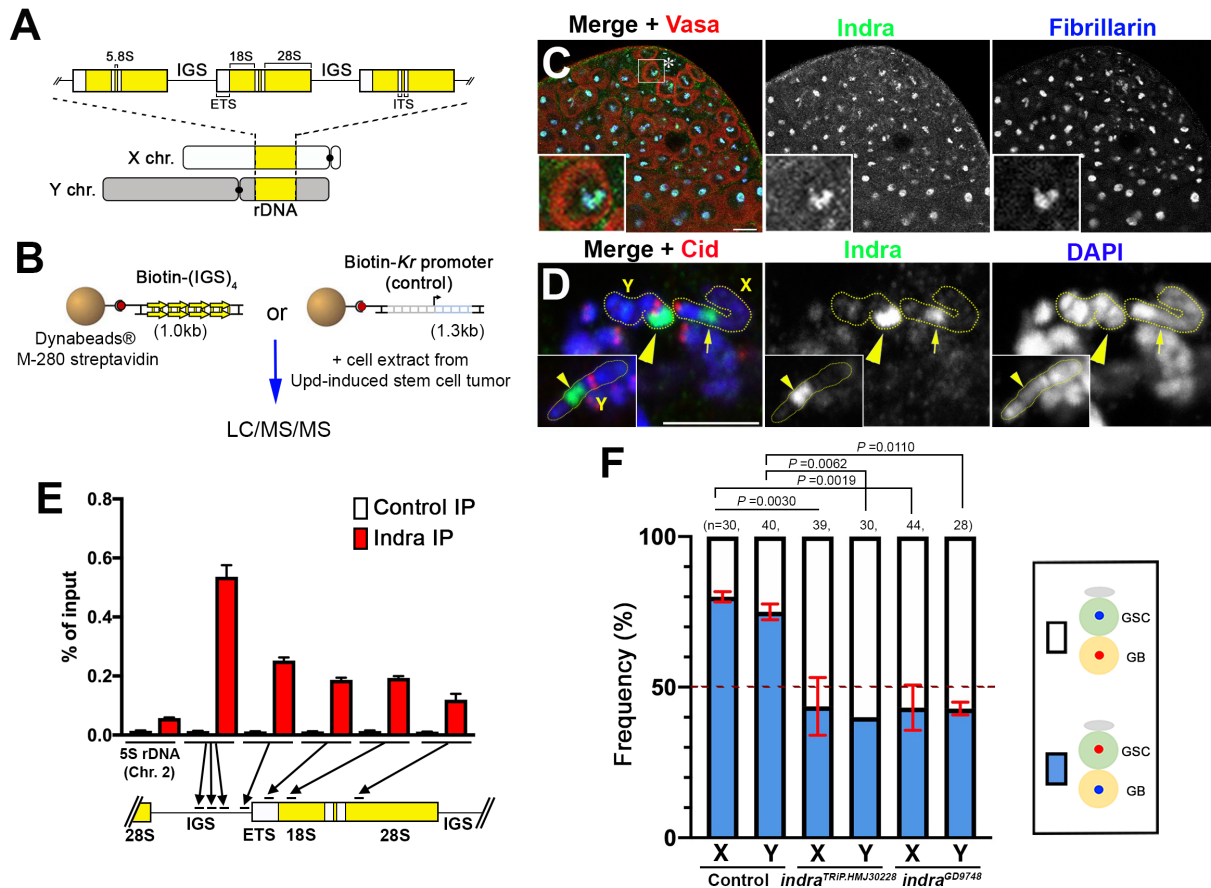 A
5.8S
18S
28S
IGS
IGS
ETS
ITS
X chr.
Y chr.
rDNA
B
Biotin-(IGS)4
(1.0kb)
Dynabeads®
M-280 streptavidin
or
Biotin-Kr promoter
(control)
(1.3kb)
+ cell extract from
Upd-induced stem cell tumor
LC/MS/MS
Merge + Vasa
Indra
Fibrillarin
C
*
Merge + Cid
Indra
DAPI
D
Y
X
Y
E
0.8
0.6
0.4
0.2
0.0
% of input
Control IP
Indra IP
5S rDNA
(Chr. 2)
28S
IGS
ETS
18S
28S
IGS
F
P =0.0110
P =0.0062
P =0.0019
P =0.0030
(n=30,
40,
39,
30,
44,
28)
100
50
0
Frequency (%)
X
Y
X
Y
X
Y
Control
indraTRiP.HMJ30228
indraGD9748
GSC
GB
GSC
GB